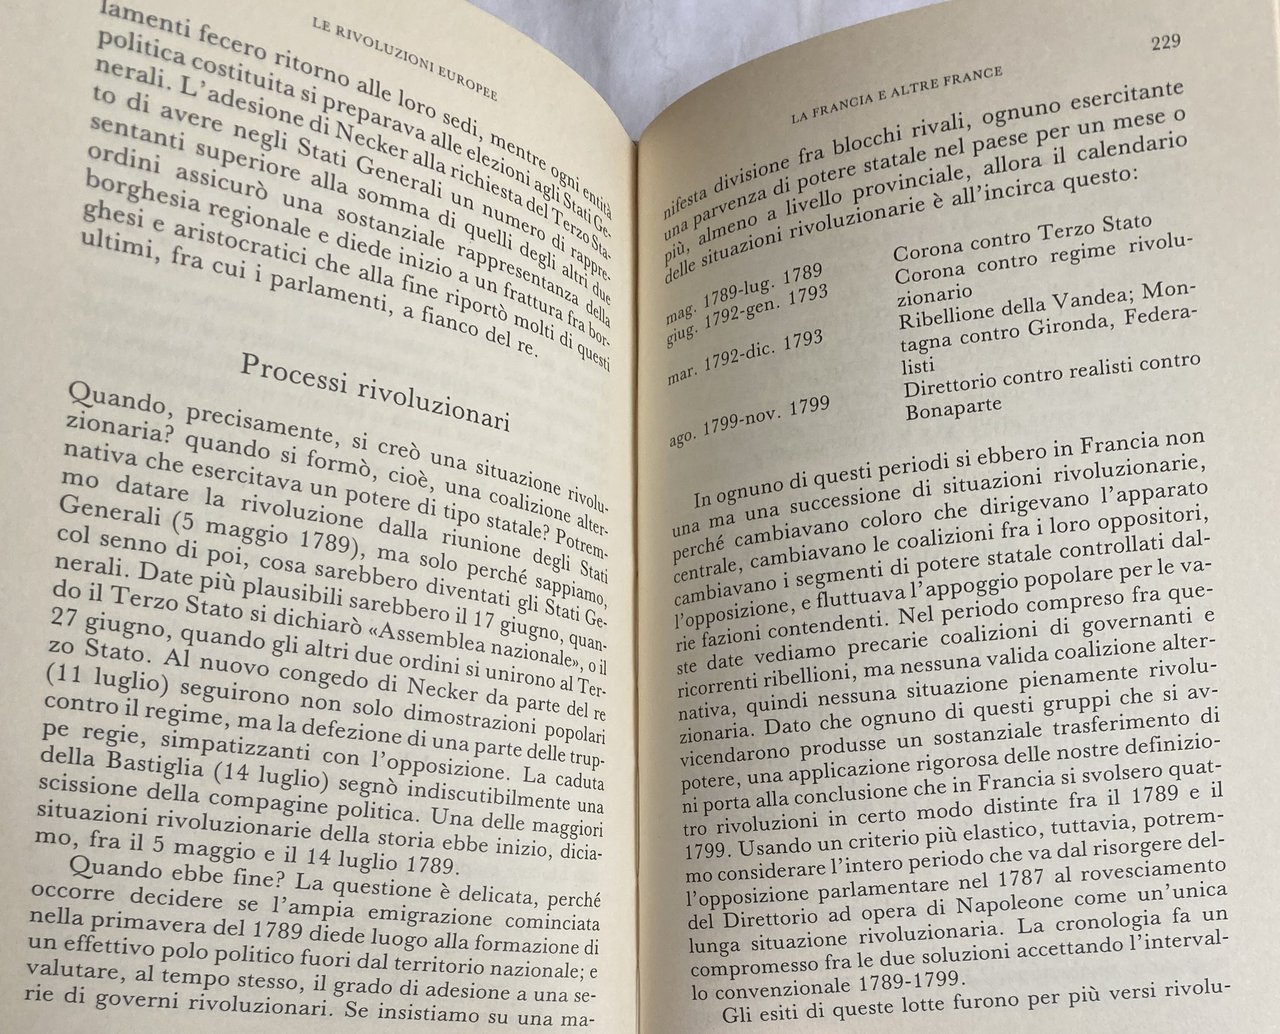 LE RIVOLUZIONI EUROPEE
lamenti fecero ritorno alle loro sedi, mentre ogni entità
politica costituita si preparava alle elezioni agli Stati Ge-
nerali. L'adesione di Necker alla richiesta del Terzo Sta-
to di avere negli Stati Generali un numero di rappre-
sentanti superiore alla somma di quelli degli altri due
ordini assicurò una sostanziale rappresentanza della
borghesia regionale e diede inizio a un frattura fra bor-
ghesi e aristocratici che alla fine riportò molti di questi
ultimi, fra cui i parlamenti, a fianco del re.
Processi rivoluzionari
Quando, precisamente, si creò una situazione rivolu-
zionaria? quando si formò, cioè, una coalizione alter-
nativa che esercitava un potere di tipo statale? Potrem-
mo datare la rivoluzione dalla riunione degli Stati
Generali (5 maggio 1789), ma solo perché sappiamo,
col senno di poi, cosa sarebbero diventati gli Stati Ge-
nerali. Date più plausibili sarebbero il 17 giugno, quan-
do il Terzo Stato si dichiarò «Assemblea nazionale», o il
27 giugno, quando gli altri due ordini si unirono al Ter-
zo Stato. Al nuovo congedo di Necker da parte del re
(11 luglio) seguirono non solo dimostrazioni popolari
contro il regime, ma la defezione di una parte delle trup-
pe regie, simpatizzanti con l'opposizione. La caduta
della Bastiglia (14 luglio) segnò indiscutibilmente una
scissione della compagine politica. Una delle maggiori
situazioni rivoluzionarie della storia ebbe inizio, dicia-
mo, fra il 5 maggio e il 14 luglio 1789.
Quando ebbe fine? La questione è delicata, perché
occorre decidere se l'ampia emigrazione cominciata
nella primavera del 1789 diede luogo alla formazione di
un effettivo polo politico fuori dal territorio nazionale; e
valutare, al tempo stesso, il grado di adesione a una se-
rie di governi rivoluzionari. Se insistiamo su una ma-
229
LA FRANCIA E ALTRE FRANCE
nifesta divisione fra blocchi rivali, ognuno esercitante
una parvenza di potere statale nel paese per un mese o
più, almeno a livello provinciale, allora il calendario
delle situazioni rivoluzionarie è all'incirca questo:
mag. 1789-lug. 1789 Corona contro Terzo Stato
giug. 1792-gen. 1793 Corona contro regime rivolu-
zionario
mar. 1792-dic. 1793 Ribellione della Vandea; Mon-
tagna contro Gironda, Federa-
listi
ago. 1799-nov. 1799 Direttorio contro realisti contro
Bonaparte
In ognuno di questi periodi si ebbero in Francia non
una ma una successione di situazioni rivoluzionarie,
perché cambiavano coloro che dirigevano l'apparato
centrale, cambiavano le coalizioni fra i loro oppositori,
cambiavano i segmenti di potere statale controllati dal-
l'opposizione, e fluttuava l'appoggio popolare per le va-
rie fazioni contendenti. Nel periodo compreso fra que-
ste date vediamo precarie coalizioni di governanti e
ricorrenti ribellioni, ma nessuna valida coalizione alter-
nativa, quindi nessuna situazione pienamente rivolu-
zionaria. Dato che ognuno di questi gruppi che si av-
vicendarono produsse un sostanziale trasferimento di
potere, una applicazione rigorosa delle nostre definizio-
ni porta alla conclusione che in Francia si svolsero quat-
tro rivoluzioni in certo modo distinte fra il 1789 e il
1799. Usando un criterio più elastico, tuttavia, potrem-
mo considerare l'intero periodo che va dal risorgere del-
l'opposizione parlamentare nel 1787 al rovesciamento
del Direttorio ad opera di Napoleone come un'unica
lunga situazione rivoluzionaria. La cronologia fa un
compromesso fra le due soluzioni accettando l'interval-
lo convenzionale 1789-1799.
Gli esiti di queste lotte furono per più versi rivolu-